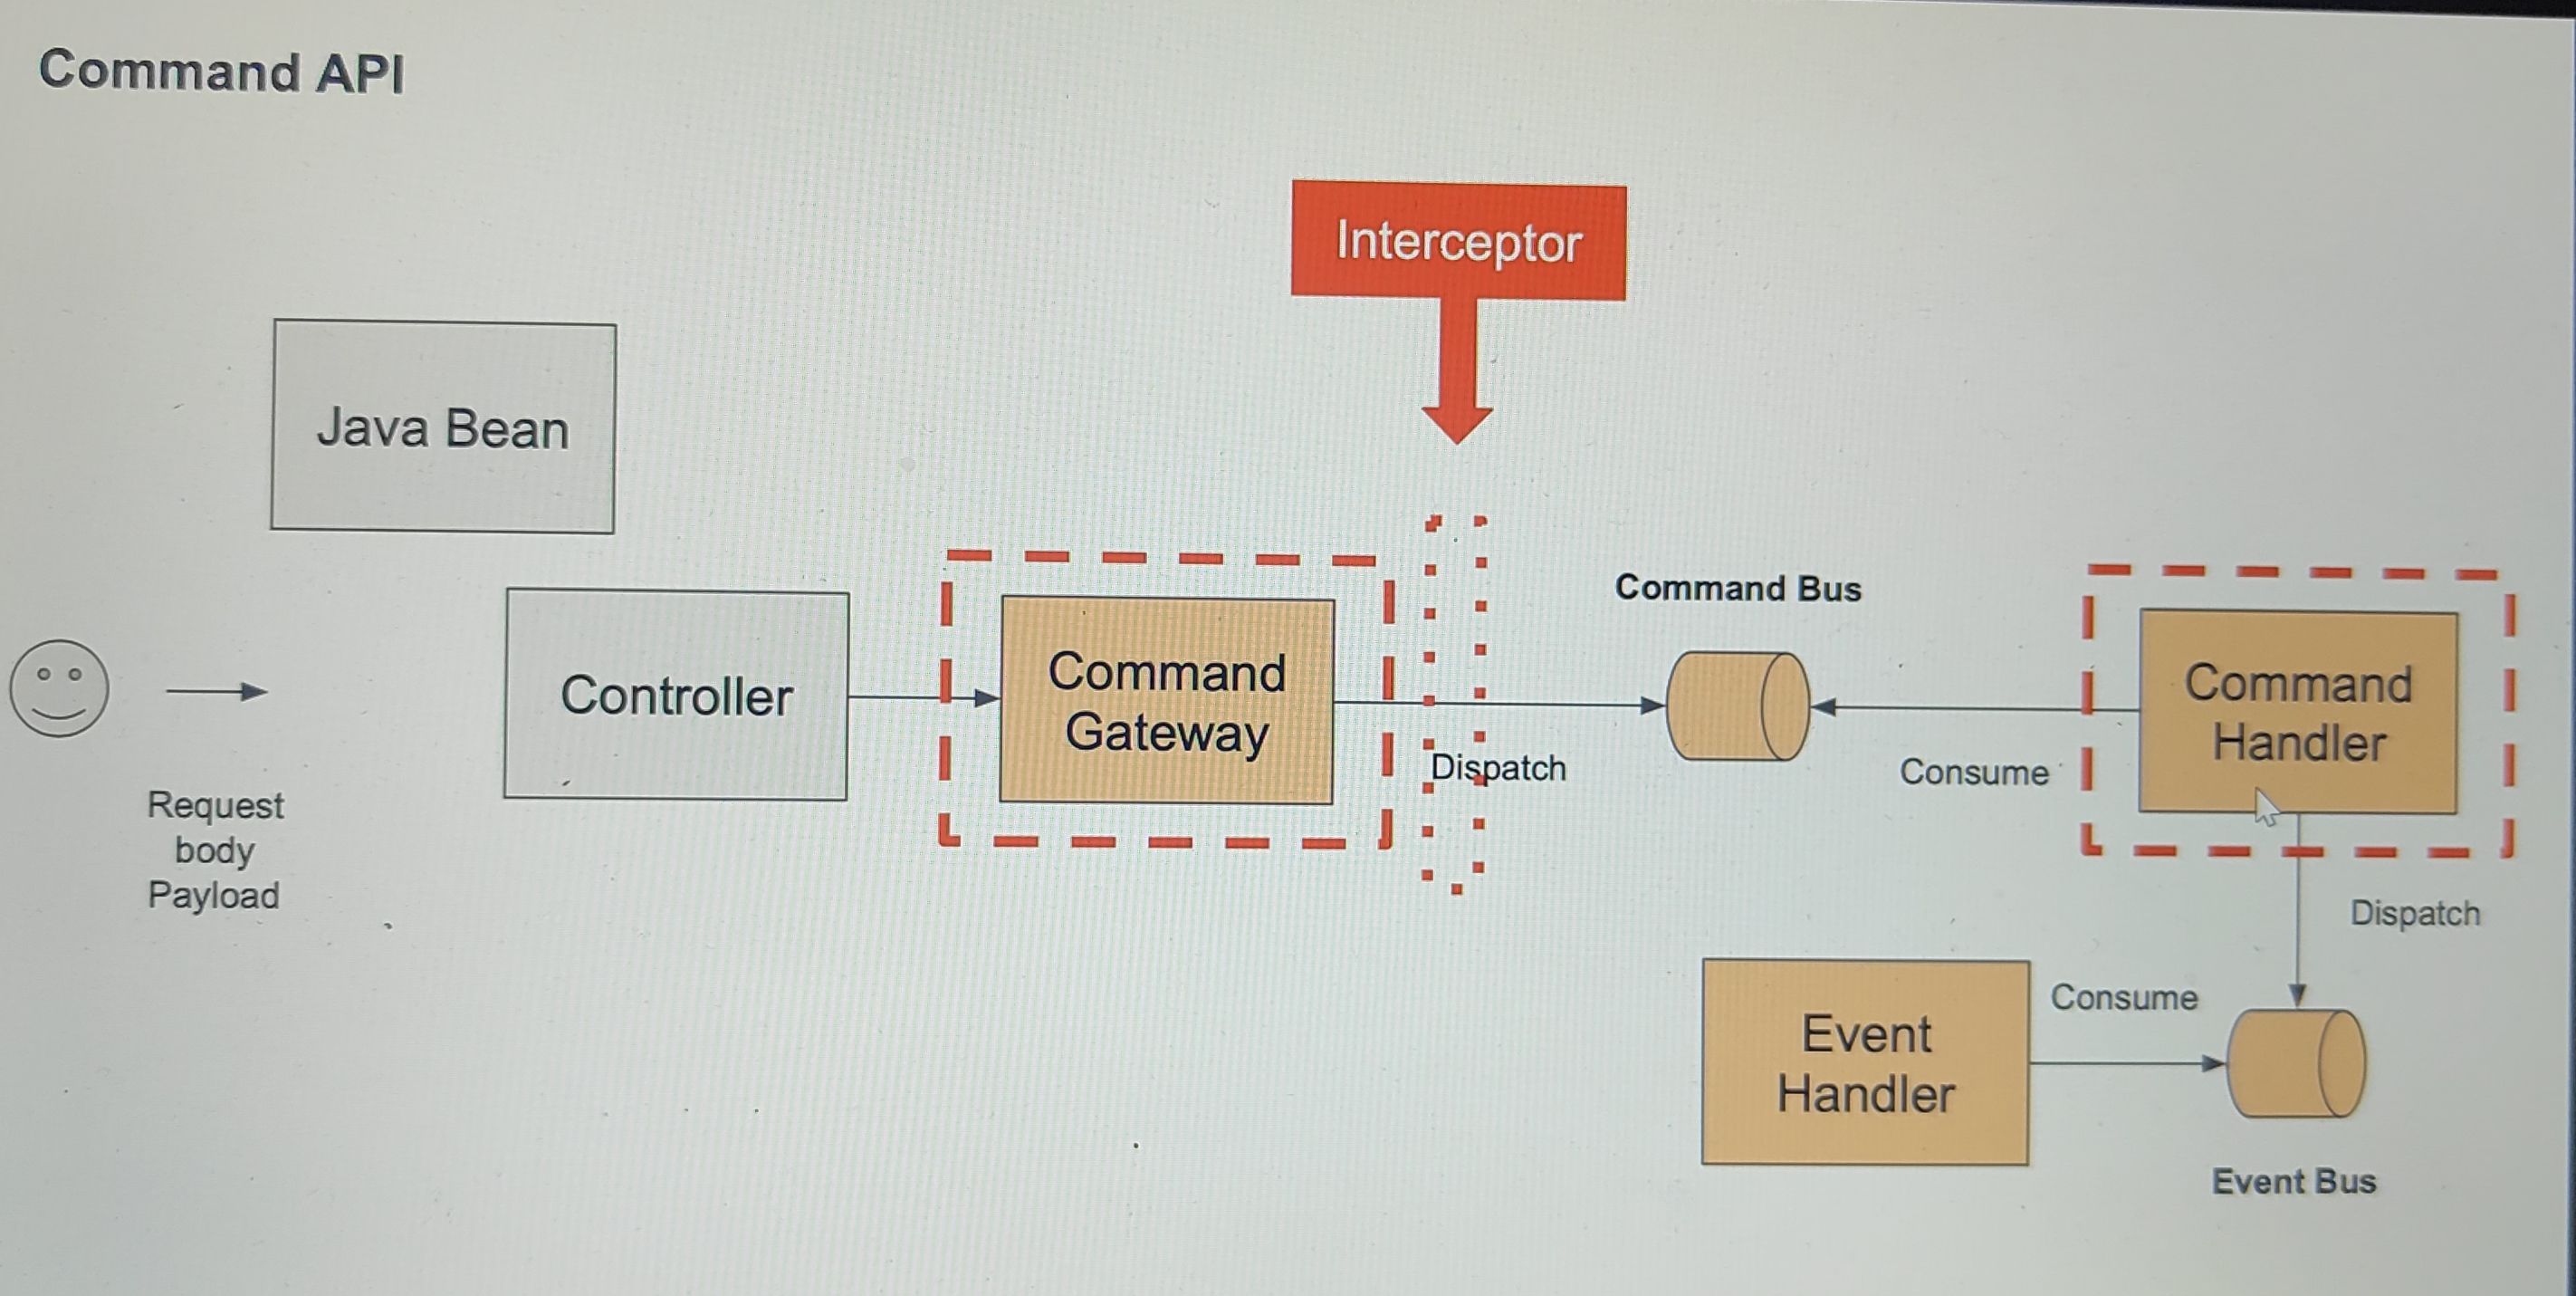 Command API
Interceptor
Java Bean
Request
body
Payload
Controller
Command
Gateway
Dispatch
Command Bus
Consume
Command
Handler
Dispatch
Event
Handler
Consume
Event Bus